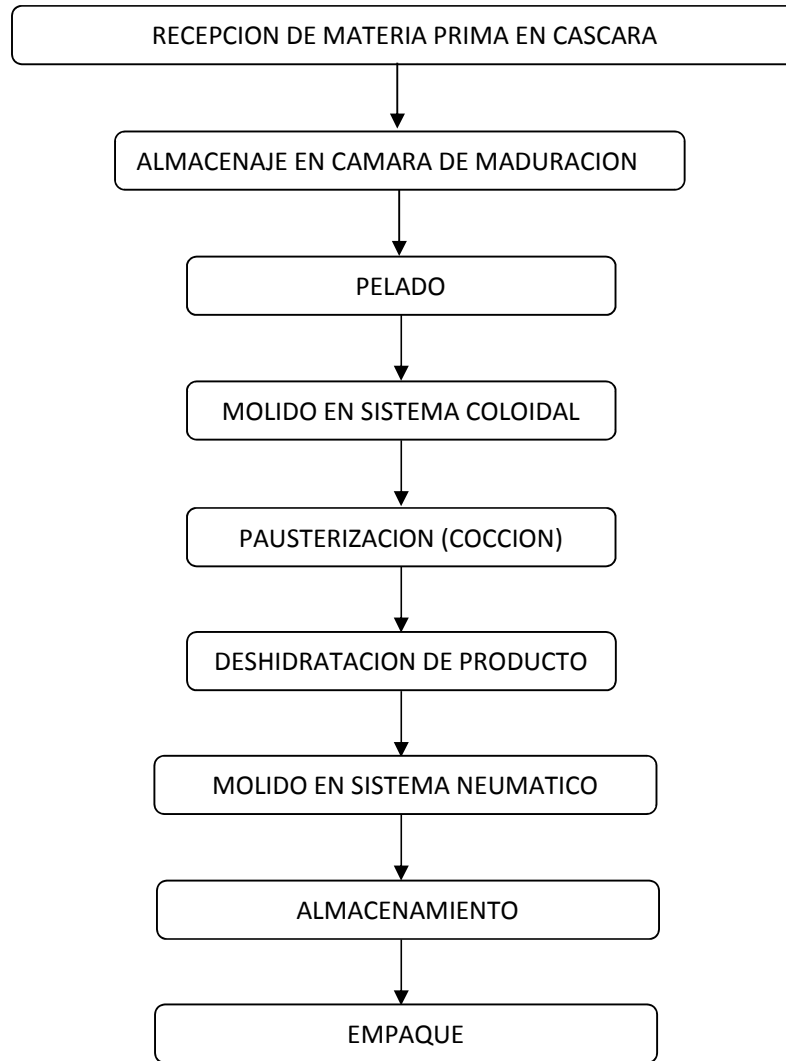 RECEPCION DE MATERIA PRIMA EN CASCARA
ALMACENAJE EN CAMARA DE MADURACION
PELADO
MOLIDO EN SISTEMA COLOIDAL
PAUSTERIZACION (COCCION)
DESHIDRATACION DE PRODUCTO
MOLIDO EN SISTEMA NEUMATICO
ALMACENAMIENTO
EMPAQUE